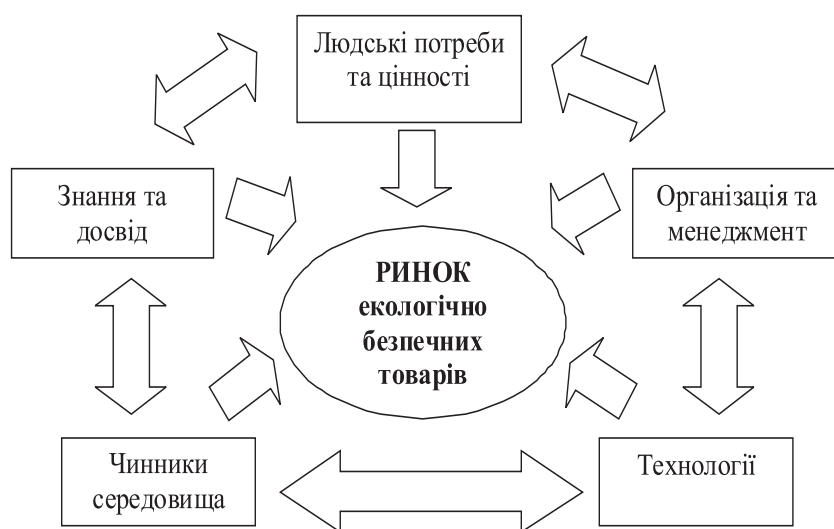 Людські потреби
та цінності
Знання та
досвід
Організація та
менеджмент
РИНОК
екологічно
безпечних
товарів
Чинники
середовища
Технології